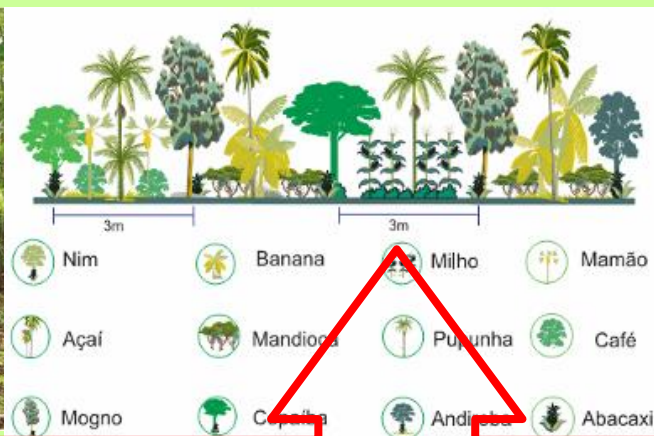 3m 3m
Nim Banana Milho Mamão
Açaí Mandioca Pupunha Café
Mogno Copaíba Andiroba Abacaxi